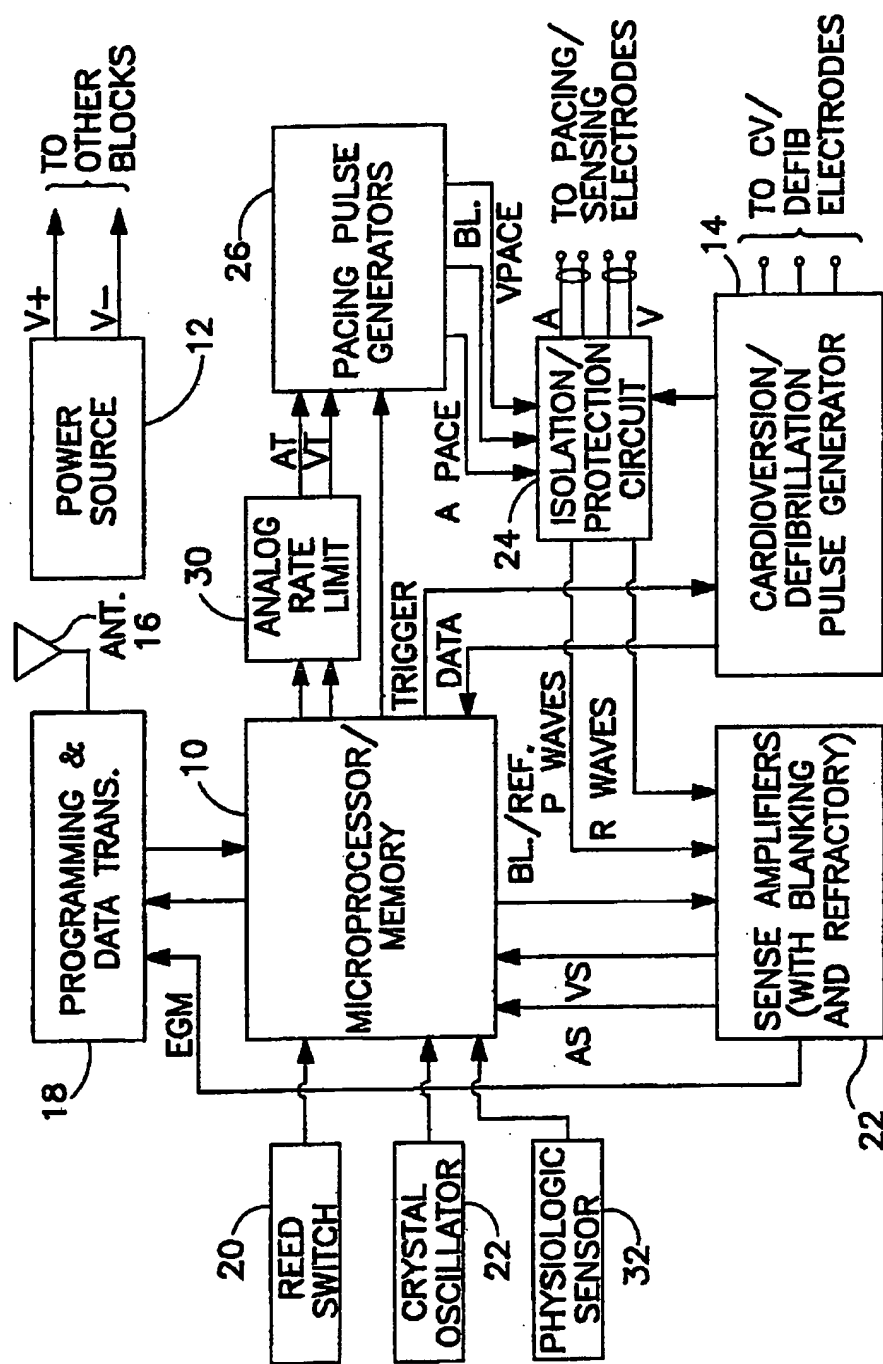 18
PROGRAMMING &
DATA TRANS.
ANT.
16
POWER
SOURCE
12
V+
V−
TO
OTHER
BLOCKS
EGM
20
REED
SWITCH
CRYSTAL
OSCILLATOR
22
PHYSIOLOGIC
SENSOR
32
10
MICROPROCESSOR/
MEMORY
30
ANALOG
RATE
LIMIT
AT
VT
26
PACING PULSE
GENERATORS
TRIGGER
DATA
A PACE
BL.
VPACE
AS
VS
BL./REF.
P WAVES
R WAVES
24
ISOLATION/
PROTECTION
CIRCUIT
A
V
TO PACING/
SENSING
ELECTRODES
22
SENSE AMPLIFIERS
(WITH BLANKING
AND REFRACTORY)
CARDIOVERSION/
DEFIBRILLATION
PULSE GENERATOR
14
TO CV/
DEFIB
ELECTRODES